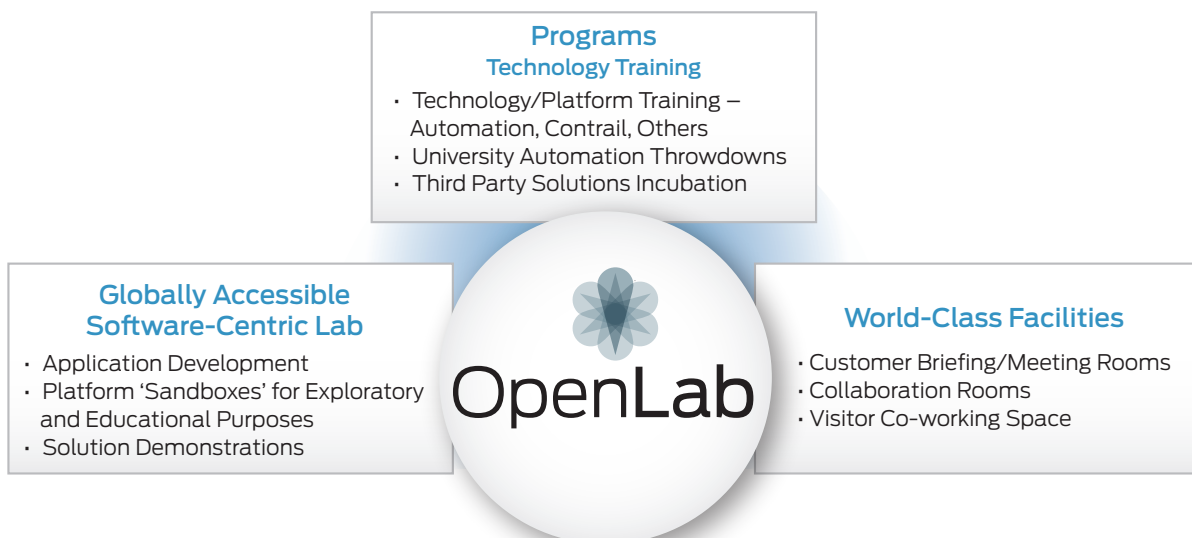 Programs
Technology Training
· Technology/Platform Training –
Automation, Contrail, Others
· University Automation Throwdowns
· Third Party Solutions Incubation
Globally Accessible
Software-Centric Lab
· Application Development
· Platform ‘Sandboxes’ for Exploratory
and Educational Purposes
· Solution Demonstrations
OpenLab
World-Class Facilities
· Customer Briefing/Meeting Rooms
· Collaboration Rooms
· Visitor Co-working Space